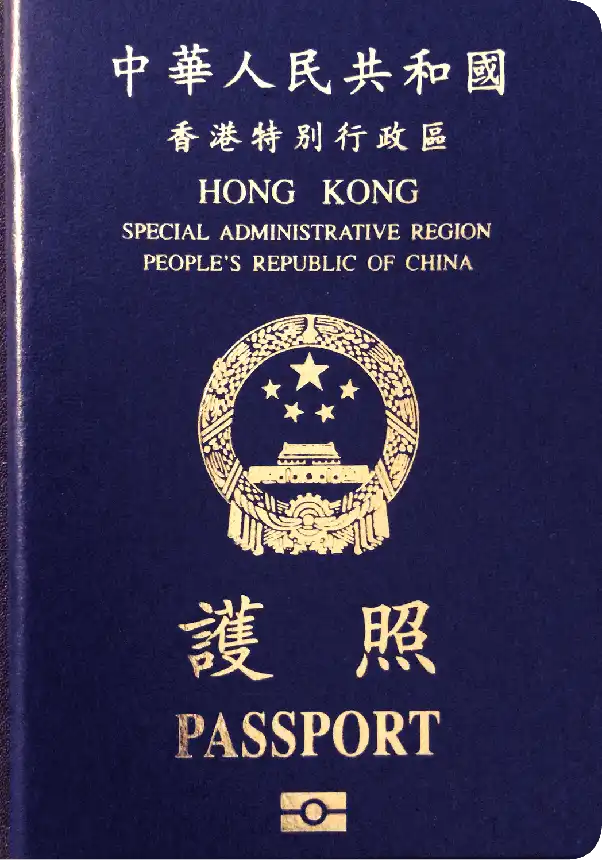 中華人民共和國
香港特別行政區
HONG KONG
SPECIAL ADMINISTRATIVE REGION
PEOPLE'S REPUBLIC OF CHINA
護照
PASSPORT